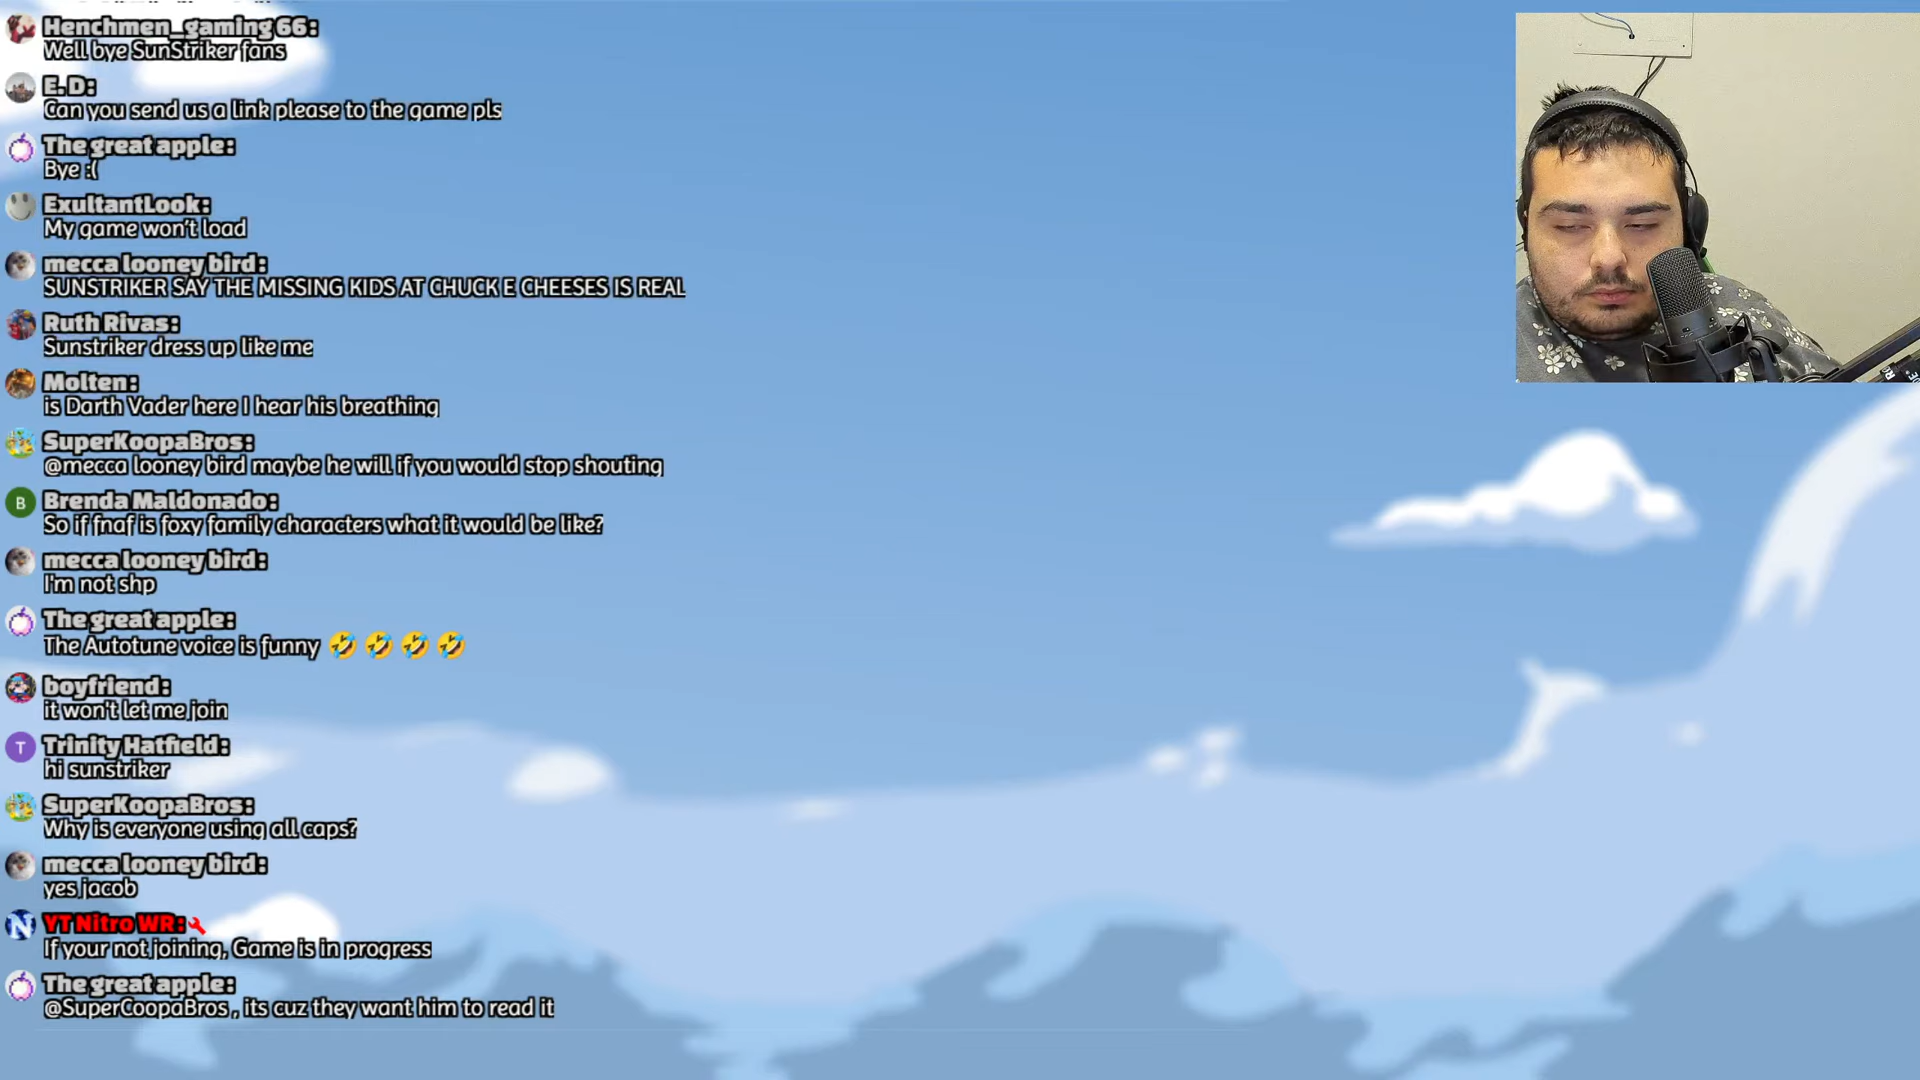 Henchmen_gaming 66:
Well bye SunStriker fans
E. D:
Can you send us a link please to the game pls
The great apple:
Bye :(
ExultantLook:
My game won't load
mecca looney bird:
SUNSTRIKER SAY THE MISSING KIDS AT CHUCK E CHEESES IS REAL
Ruth Rivas:
Sunstriker dress up like me
Molten:
is Darth Vader here I hear his breathing
SuperKoopaBros:
@mecca looney bird maybe he will if you would stop shouting
B
Brenda Maldonado:
So if fnaf is foxy family characters what it would be like?
mecca looney bird:
I'm not shp
The great apple:
The Autotune voice is funny 🤣 🤣 🤣 🤣
boyfriend:
it won't let me join
T
Trinity Hatfield:
hi sunstriker
SuperKoopaBros:
Why is everyone using all caps?
mecca looney bird:
yes jacob
N
YT Nitro WR:
If your not joining, Game is in progress
The great apple:
@SuperCoopaBros , its cuz they want him to read it